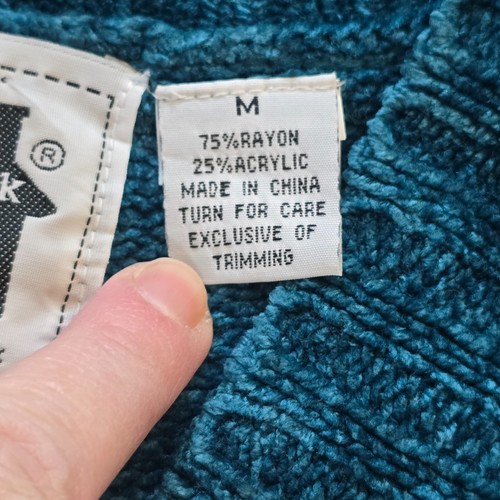 k
®
M
75%RAYON
25%ACRYLIC
MADE IN CHINA
TURN FOR CARE
EXCLUSIVE OF
TRIMMING